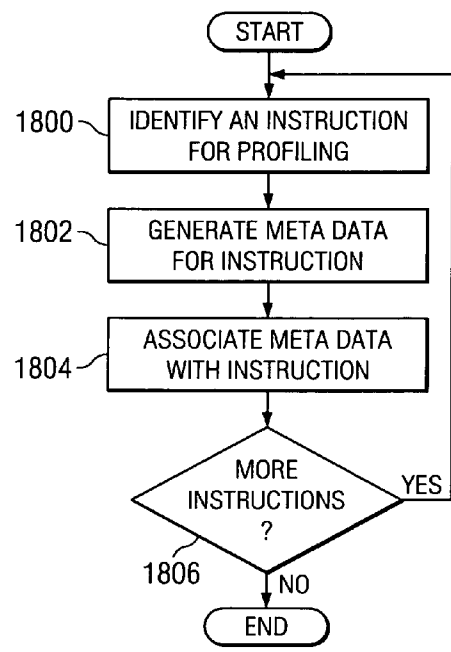 START
1800
IDENTIFY AN INSTRUCTION
FOR PROFILING
1802
GENERATE META DATA
FOR INSTRUCTION
1804
ASSOCIATE META DATA
WITH INSTRUCTION
MORE
INSTRUCTIONS
?
YES
1806
NO
END